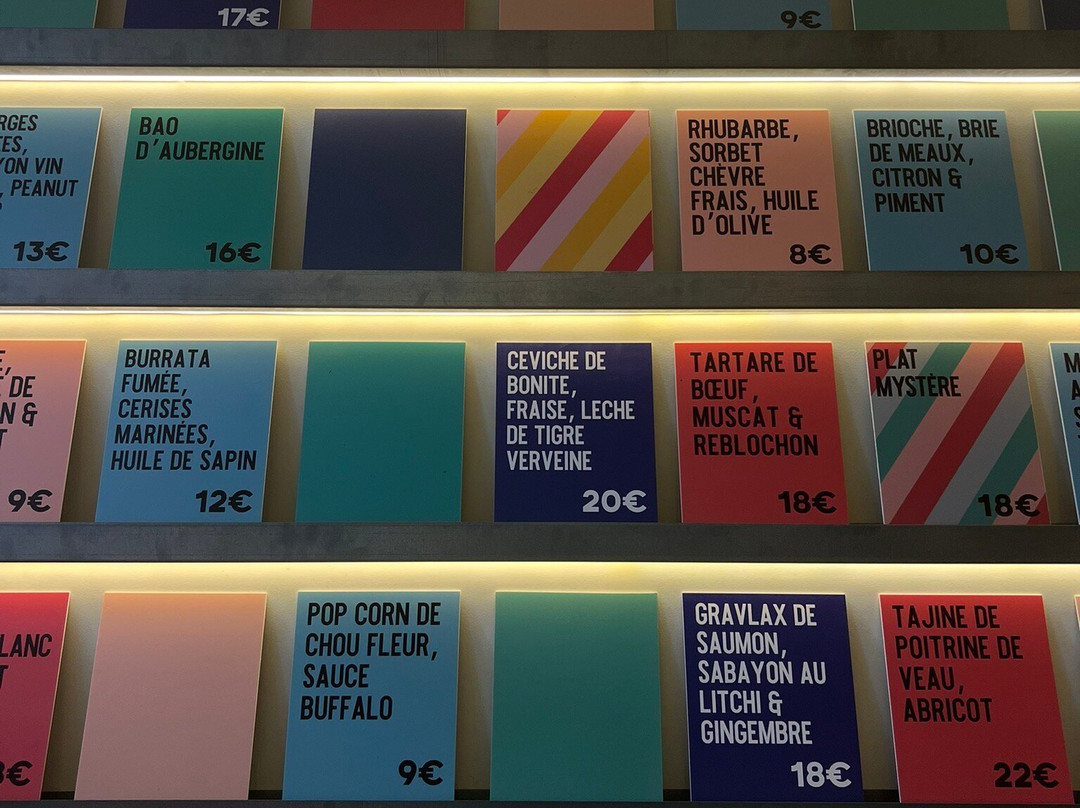 17€
9€
13€
PEANUT
BAO
D'AUBERGINE
16€
RHUBARBE,
SORBET
CHÈVRE
FRAIS, HUILE
D'OLIVE
8€
BRIOCHE, BRIE
DE MEAUX,
CITRON &
PIMENT
10€
DE
&
9€
BURRATA
FUMÉE,
CERISES
MARINÉES,
HUILE DE SAPIN
12€
CEVICHE DE
BONITE,
FRAISE, LECHE
DE TIGRE
VERVEINE
20€
TARTARE DE
BŒUF,
MUSCAT &
REBLOCHON
18€
PLAT
MYSTÈRE
18€
POP CORN DE
CHOU FLEUR,
SAUCE
BUFFALO
9€
GRAVLAX DE
SAUMON,
SABAYON AU
LITCHI &
GINGEMBRE
18€
TAJINE DE
POITRINE DE
VEAU,
ABRICOT
22€